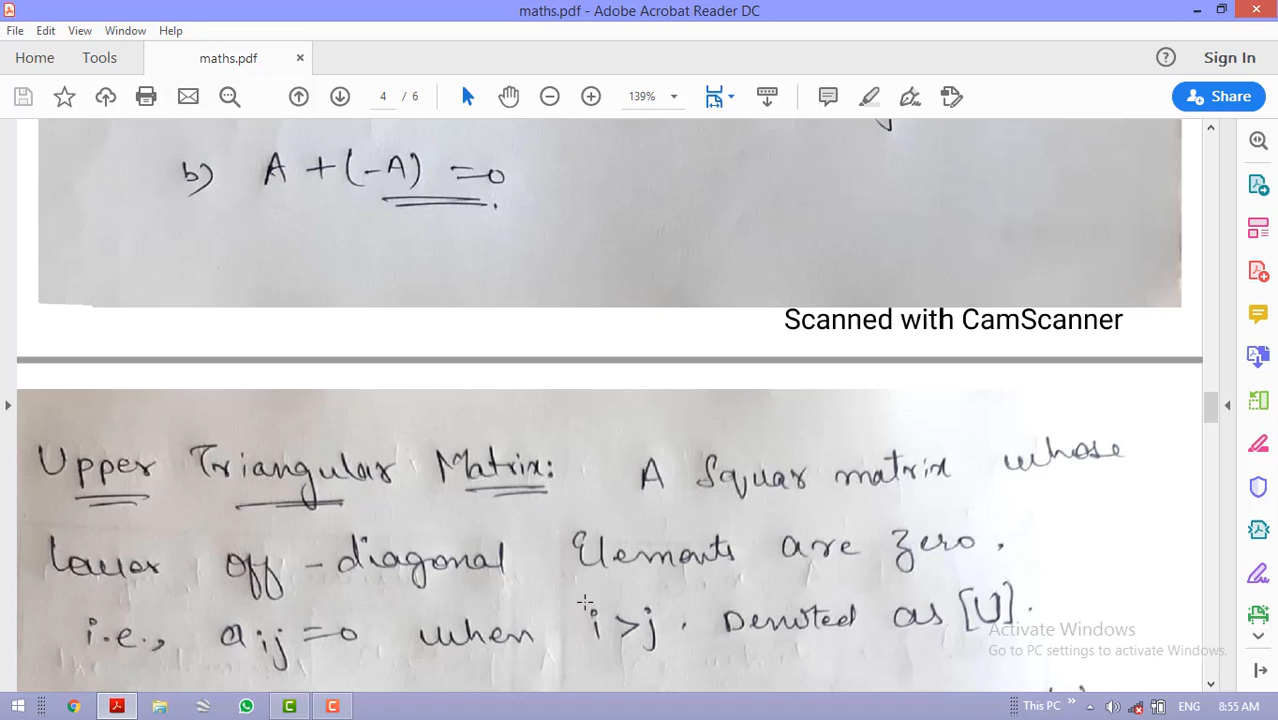 maths.pdf - Adobe Acrobat Reader DC
File Edit View Window Help
Home Tools maths.pdf × Sign In
4 / 6 139% Share
b) A + (-A) = 0
Scanned with CamScanner
Upper Triangular Matrix: A Squar matrix whose
off-diagonal Elements are zero.
i.e., aij = 0 when i > j. Denoted as [U].
Activate Windows
Go to PC settings to activate Windows.
This PC ENG 8:55 AM